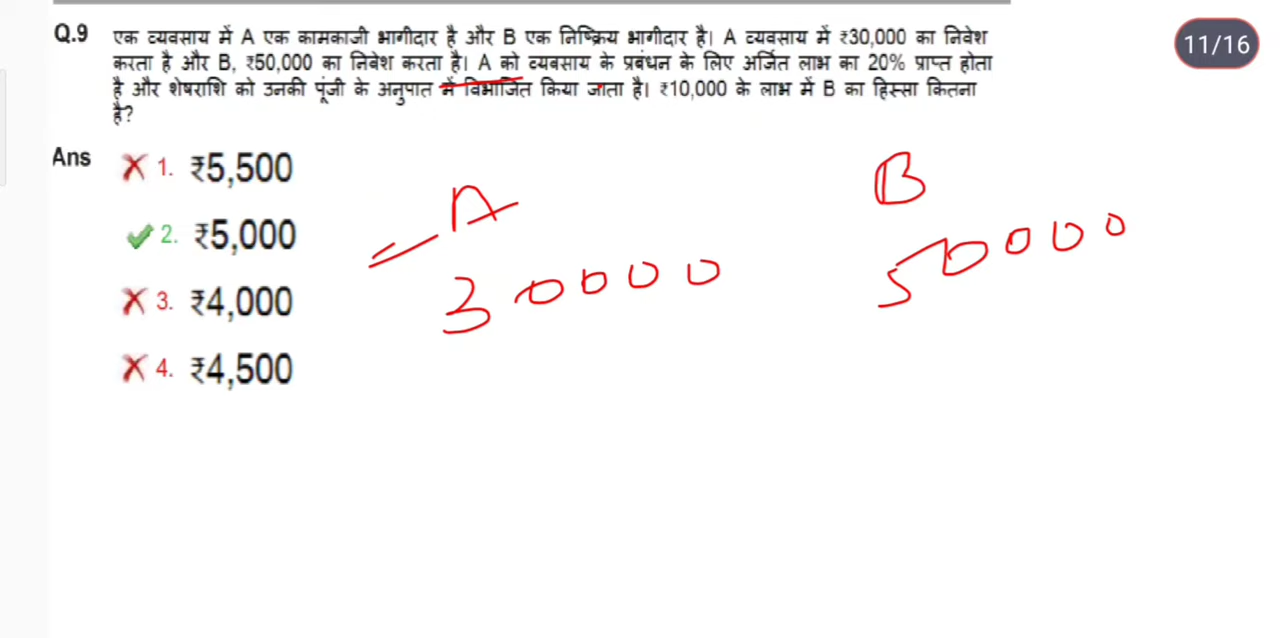 11/16
Q.9 एक व्यवसाय में A एक कामकाजी भागीदार है और B एक निष्क्रिय भागीदार है। A व्यवसाय में ₹30,000 का निवेश
करता है और B, ₹50,000 का निवेश करता है। A को व्यवसाय के प्रबंधन के लिए अर्जित लाभ का 20% प्राप्त होता
है और शेषराशि को उनकी पूंजी के अनुपात में विभाजित किया जाता है। ₹10,000 के लाभ में B का हिस्सा कितना
है?
Ans 1. ₹5,500
2. ₹5,000
3. ₹4,000
4. ₹4,500
A B
30000 50000